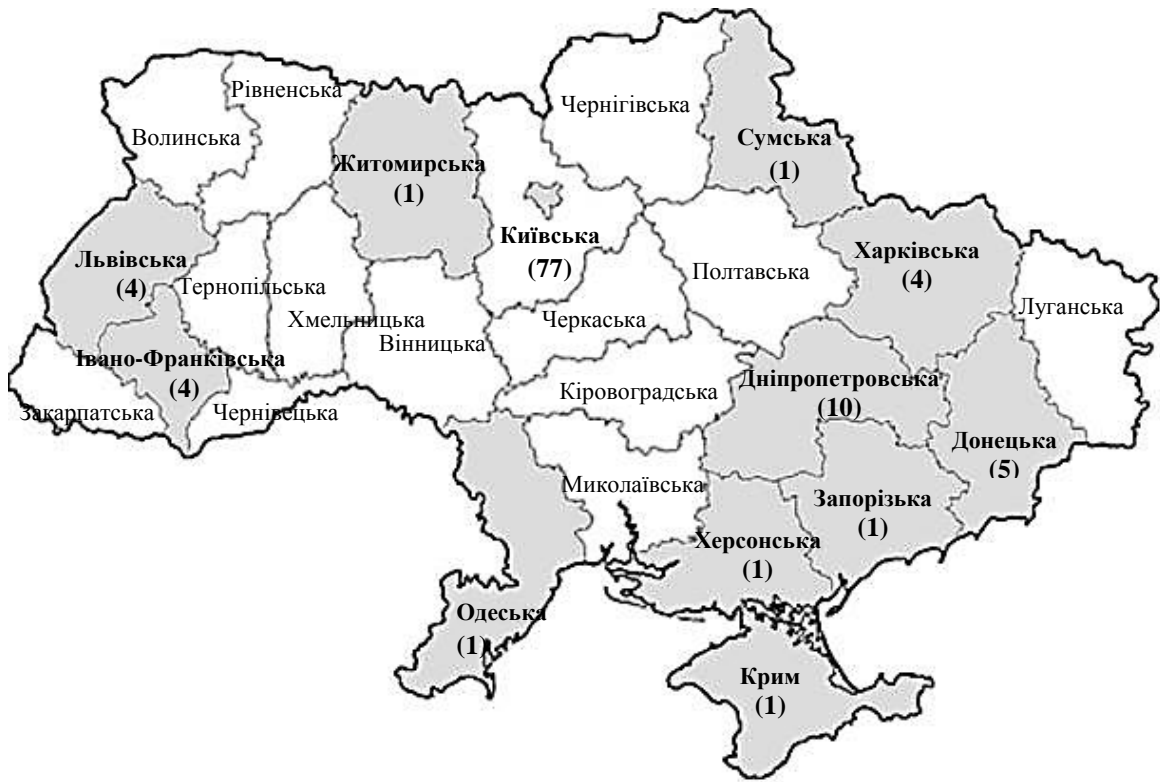 Рівненська
Чернігівська
Волинська
Сумська
(1)
Житомирська
(1)
Київська
(77)
Харківська
(4)
Львівська
(4)
Полтавська
Тернопільська
Луганська
Хмельницька
Черкаська
Вінницька
Івано-Франківська
(4)
Дніпропетровська
(10)
Кіровоградська
Закарпатська
Чернівецька
Донецька
(5)
Миколаївська
Запорізька
(1)
Херсонська
(1)
Одеська
(1)
Крим
(1)